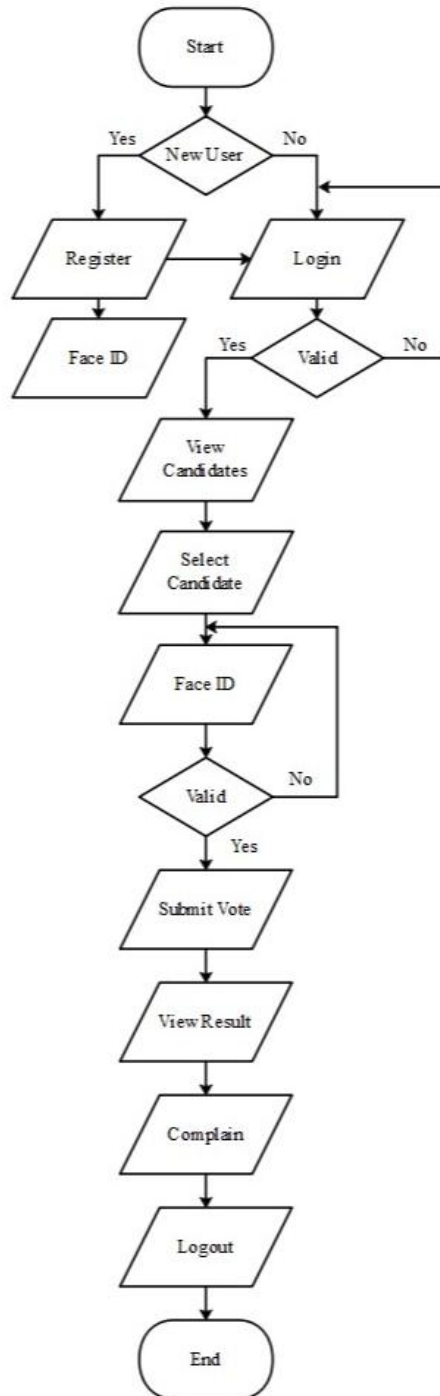 Start
Yes
No
New User
Register
Login
Face ID
Yes
Valid
No
View
Candidates
Select
Candidate
Face ID
Valid
No
Yes
Submit Vote
View Result
Complain
Logout
End